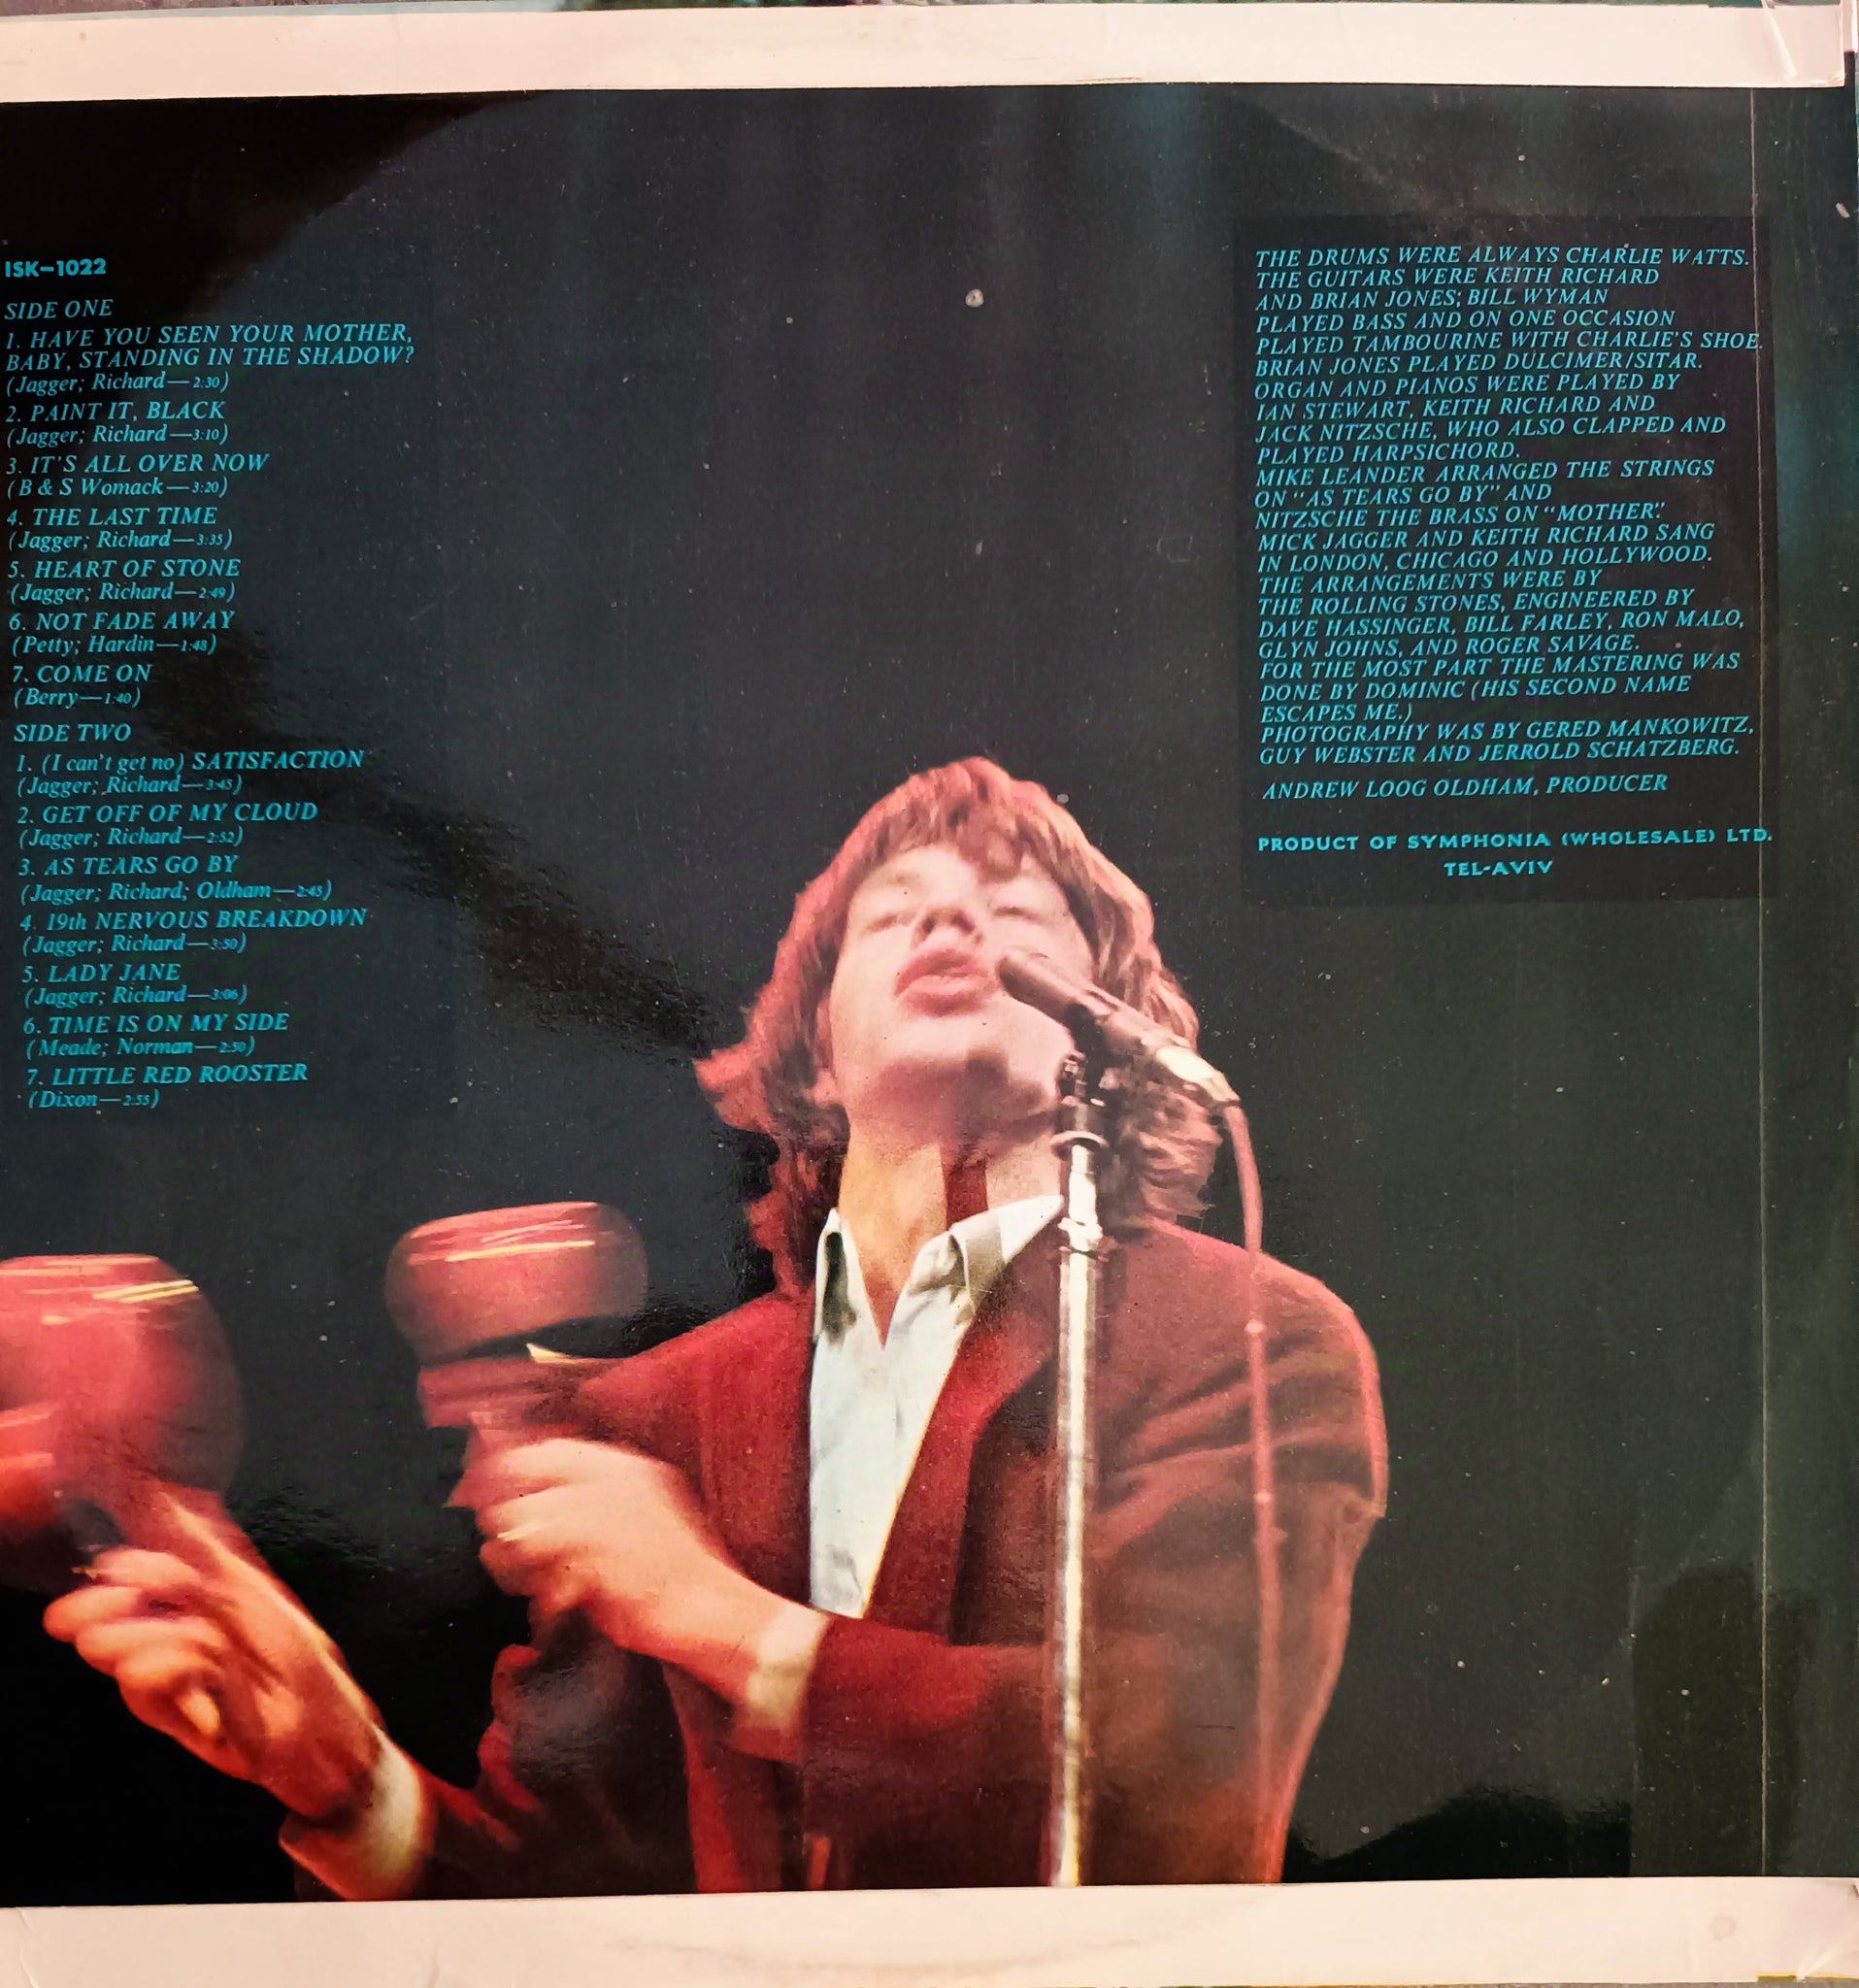 ISK-1022
SIDE ONE
1. HAVE YOU SEEN YOUR MOTHER,
BABY, STANDING IN THE SHADOW?
(Jagger; Richard—2:30)
2. PAINT IT, BLACK
(Jagger; Richard—3:10)
3. IT'S ALL OVER NOW
(B & S Womack—3:20)
4. THE LAST TIME
(Jagger; Richard—3:35)
5. HEART OF STONE
(Jagger; Richard—2:49)
6. NOT FADE AWAY
(Petty; Hardin—1:48)
7. COME ON
(Berry—1:40)
SIDE TWO
1. (I can't get no) SATISFACTION
(Jagger; Richard—3:45)
2. GET OFF OF MY CLOUD
(Jagger; Richard—2:52)
3. AS TEARS GO BY
(Jagger; Richard; Oldham—2:45)
4. 19th NERVOUS BREAKDOWN
(Jagger; Richard—3:50)
5. LADY JANE
(Jagger; Richard—3:06)
6. TIME IS ON MY SIDE
(Meade; Norman—2:50)
7. LITTLE RED ROOSTER
(Dixon—2:55)
THE DRUMS WERE ALWAYS CHARLIE WATTS.
THE GUITARS WERE KEITH RICHARD
AND BRIAN JONES; BILL WYMAN
PLAYED BASS AND ON ONE OCCASION
PLAYED TAMBOURINE WITH CHARLIE'S SHOE.
BRIAN JONES PLAYED DULCIMER/SITAR.
ORGAN AND PIANOS WERE PLAYED BY
IAN STEWART, KEITH RICHARD AND
JACK NITZSCHE, WHO ALSO CLAPPED AND
PLAYED HARPSICHORD.
MIKE LEANDER ARRANGED THE STRINGS
ON "AS TEARS GO BY" AND
NITZSCHE THE BRASS ON "MOTHER."
MICK JAGGER AND KEITH RICHARD SANG
IN LONDON, CHICAGO AND HOLLYWOOD.
THE ARRANGEMENTS WERE BY
THE ROLLING STONES, ENGINEERED BY
DAVE HASSINGER, BILL FARLEY, RON MALO,
GLYN JOHNS, AND ROGER SAVAGE.
FOR THE MOST PART THE MASTERING WAS
DONE BY DOMINIC (HIS SECOND NAME
ESCAPES ME.)
PHOTOGRAPHY WAS BY GERED MANKOWITZ,
GUY WEBSTER AND JERROLD SCHATZBERG.
ANDREW LOOG OLDHAM, PRODUCER
PRODUCT OF SYMPHONIA (WHOLESALE) LTD.
TEL-AVIV